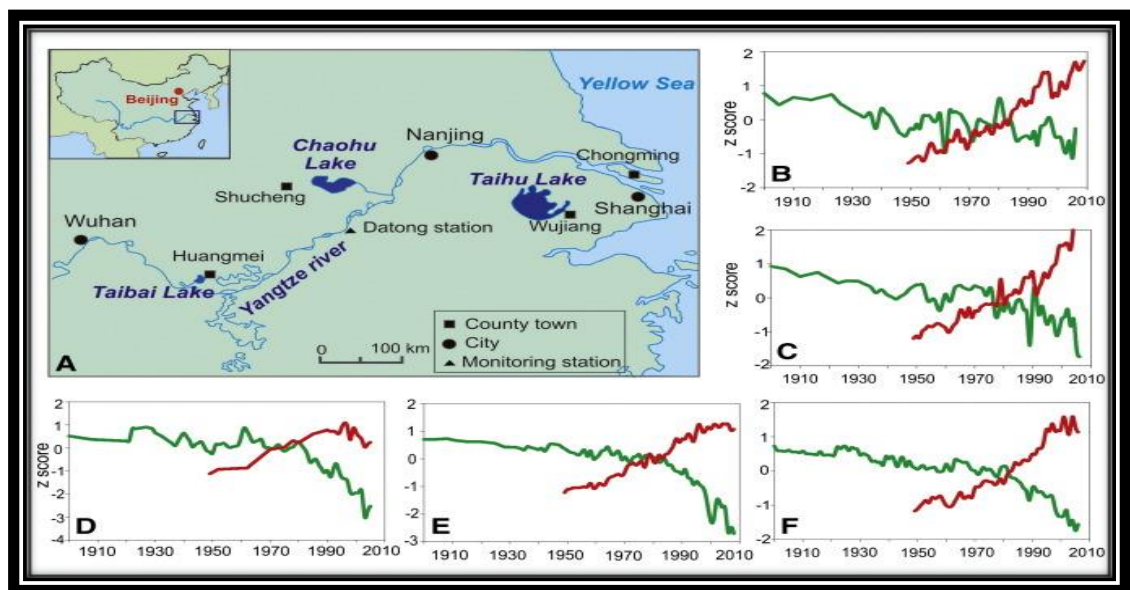 Beijing
Yellow Sea
Nanjing
Chaohu
Lake
Chongming
Taihu Lake
Shucheng
Shanghai
Wuhan
Datong station
Wujiang
Huangmei
Taibai Lake
Yangtze river
County town
City
Monitoring station
0 100 km
A
2
1
0
-1
-2
z score
B
1910 1930 1950 1970 1990 2010
2
1
0
-1
-2
z score
C
1910 1930 1950 1970 1990 2010
2
1
0
-1
-2
-3
-4
z score
D
1910 1930 1950 1970 1990 2010
2
1
0
-1
-2
-3
E
1910 1930 1950 1970 1990 2010
2
1
0
-1
-2
F
1910 1930 1950 1970 1990 2010